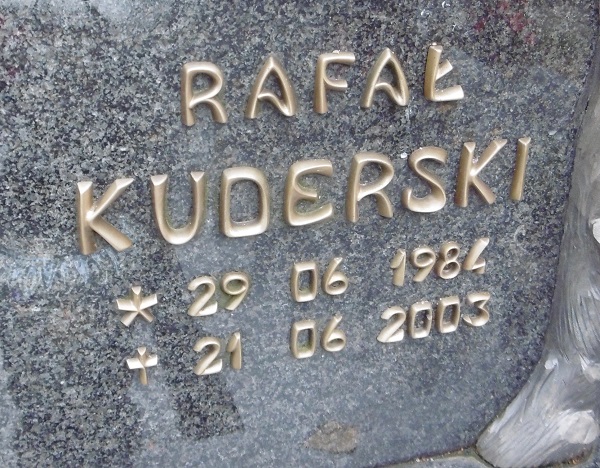 RAFAŁ
KUDERSKI
* 29 06 1984
† 21 06 2003